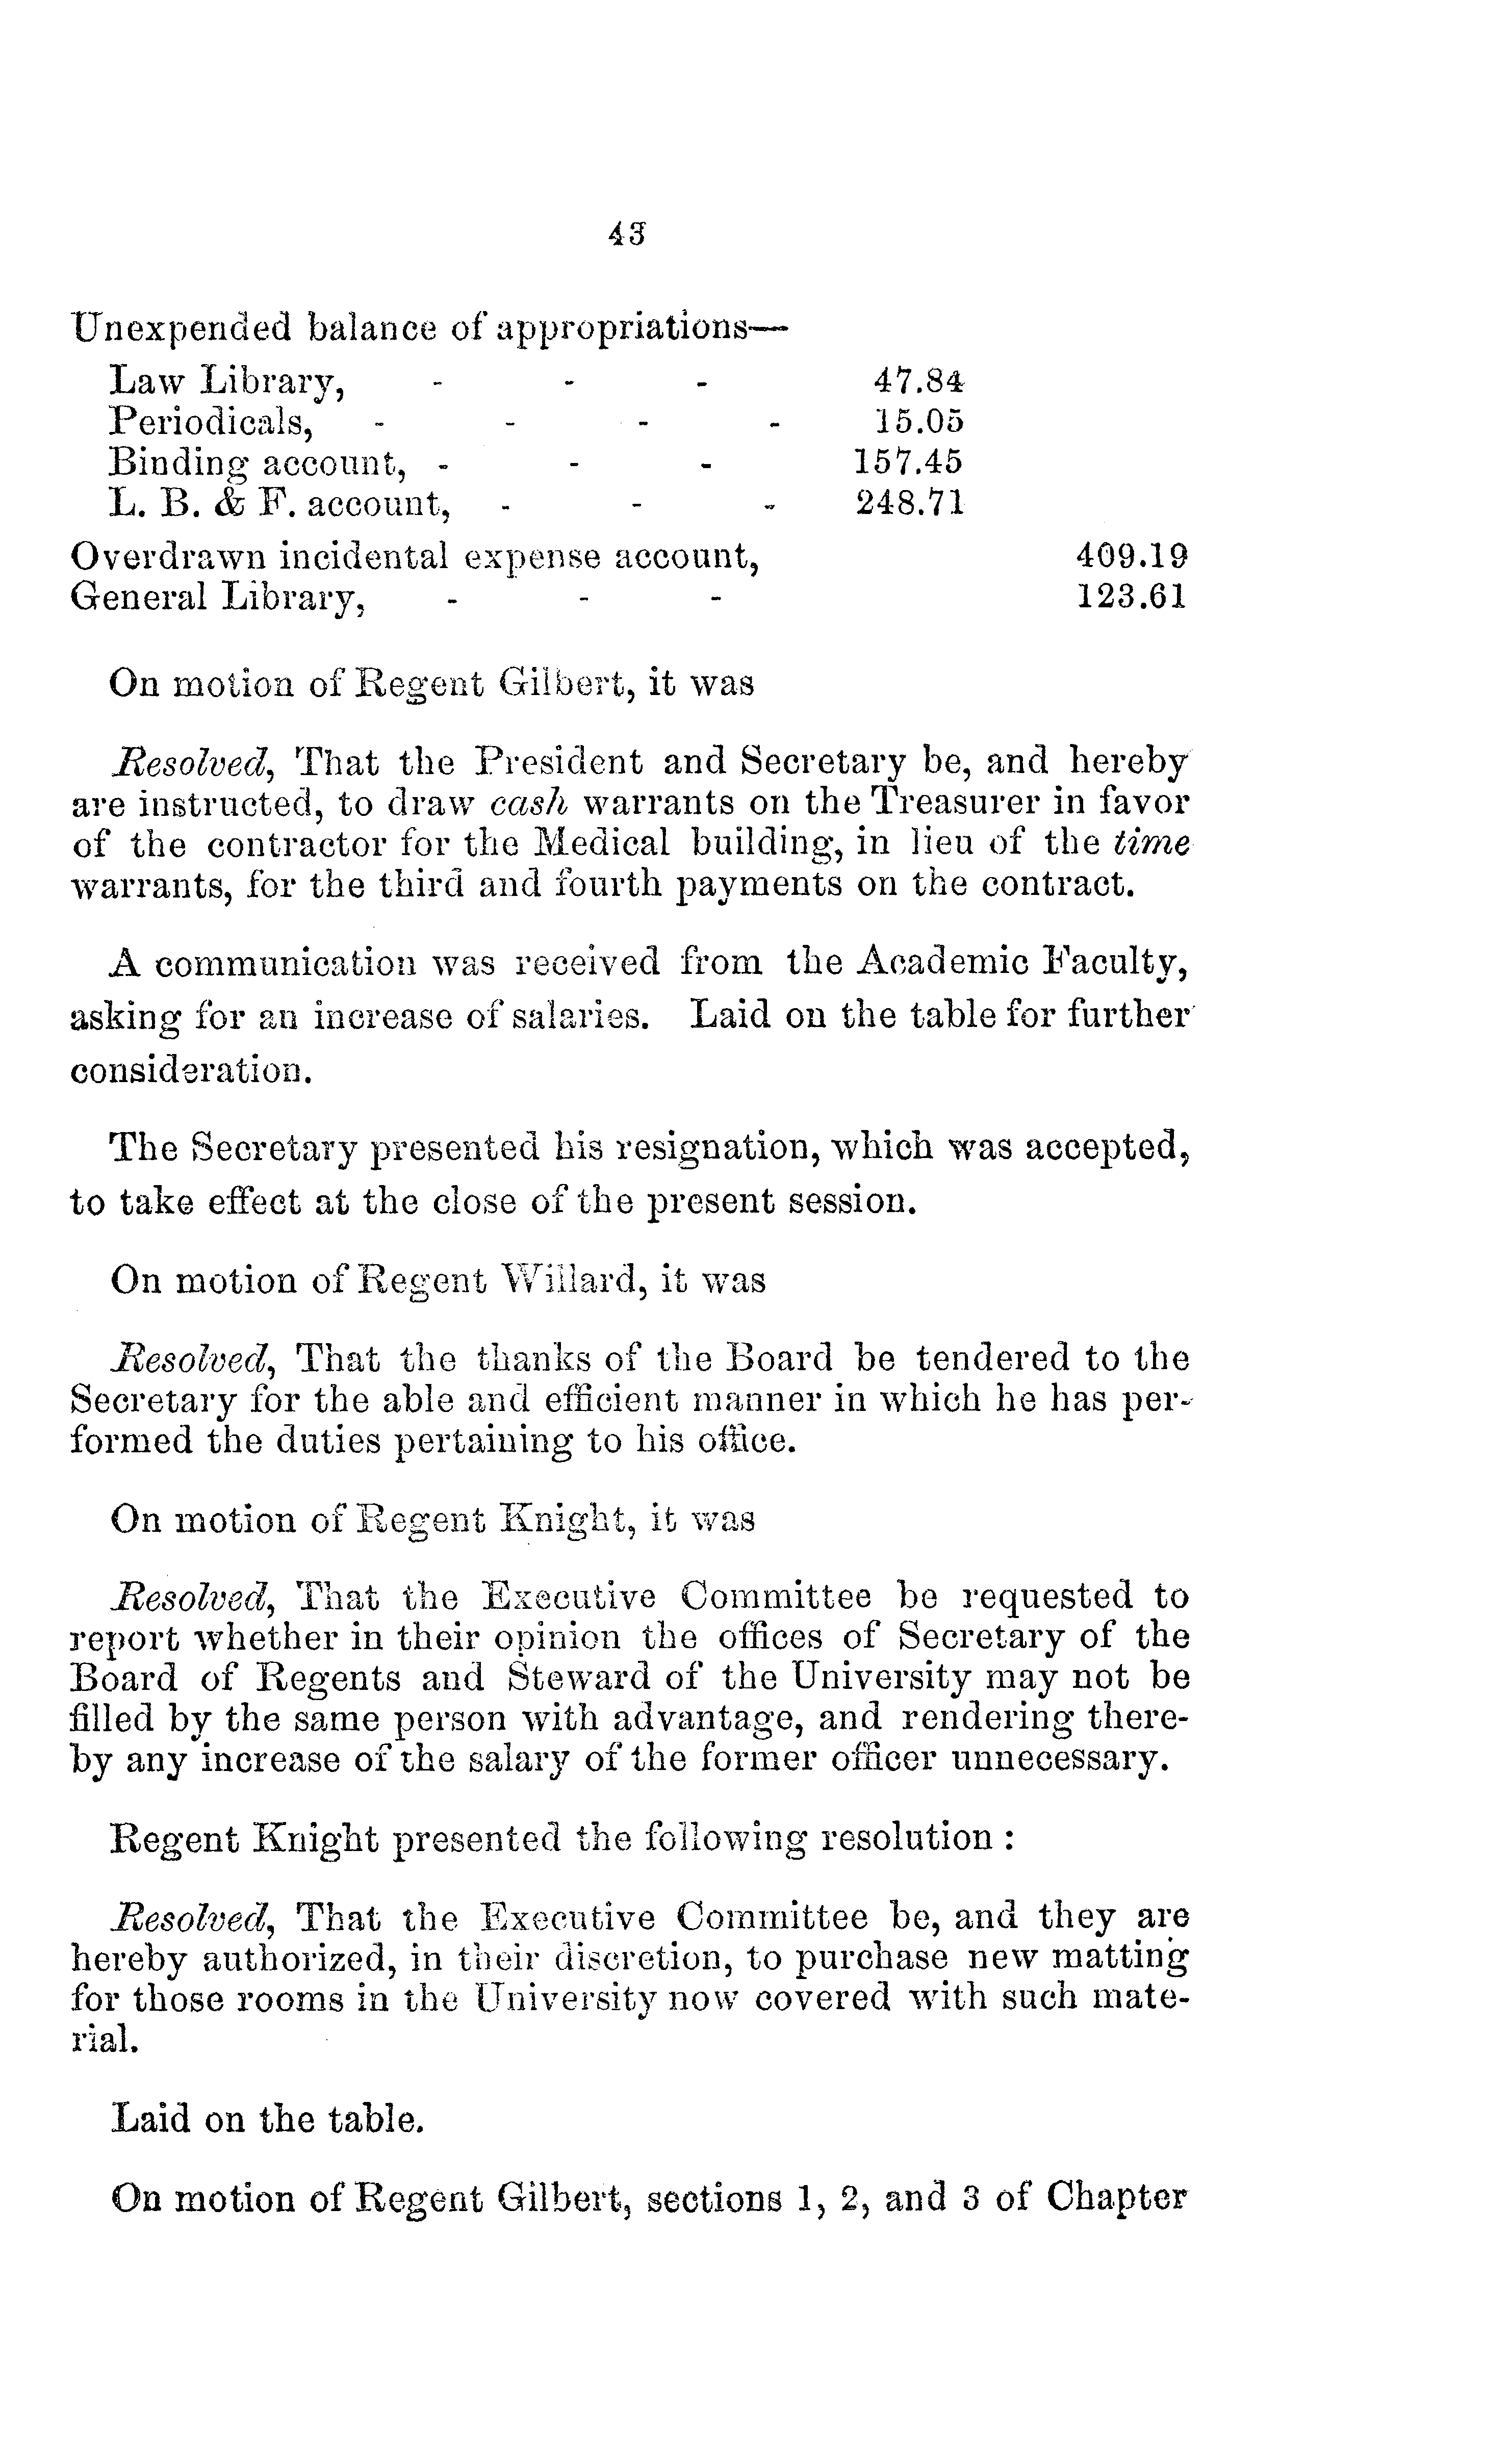 43
Unexpended balance of appropriations—
Law Library, - - - 47.84
Periodicals, - - - - 15.05
Binding account, - - - 157.45
L. B. & F. account, - - - 248.71
Overdrawn incidental expense account, 409.19
General Library, - - - 123.61
On motion of Regent Gilbert, it was
Resolved, That the President and Secretary be, and hereby
are instructed, to draw cash warrants on the Treasurer in favor
of the contractor for the Medical building, in lieu of the time
warrants, for the third and fourth payments on the contract.
A communication was received from the Academic Faculty,
asking for an increase of salaries. Laid on the table for further
consideration.
The Secretary presented his resignation, which was accepted,
to take effect at the close of the present session.
On motion of Regent Willard, it was
Resolved, That the thanks of the Board be tendered to the
Secretary for the able and efficient manner in which he has per-
formed the duties pertaining to his office.
On motion of Regent Knight, it was
Resolved, That the Executive Committee be requested to
report whether in their opinion the offices of Secretary of the
Board of Regents and Steward of the University may not be
filled by the same person with advantage, and rendering there-
by any increase of the salary of the former officer unnecessary.
Regent Knight presented the following resolution :
Resolved, That the Executive Committee be, and they are
hereby authorized, in their discretion, to purchase new matting
for those rooms in the University now covered with such mate-
rial.
Laid on the table.
On motion of Regent Gilbert, sections 1, 2, and 3 of Chapter